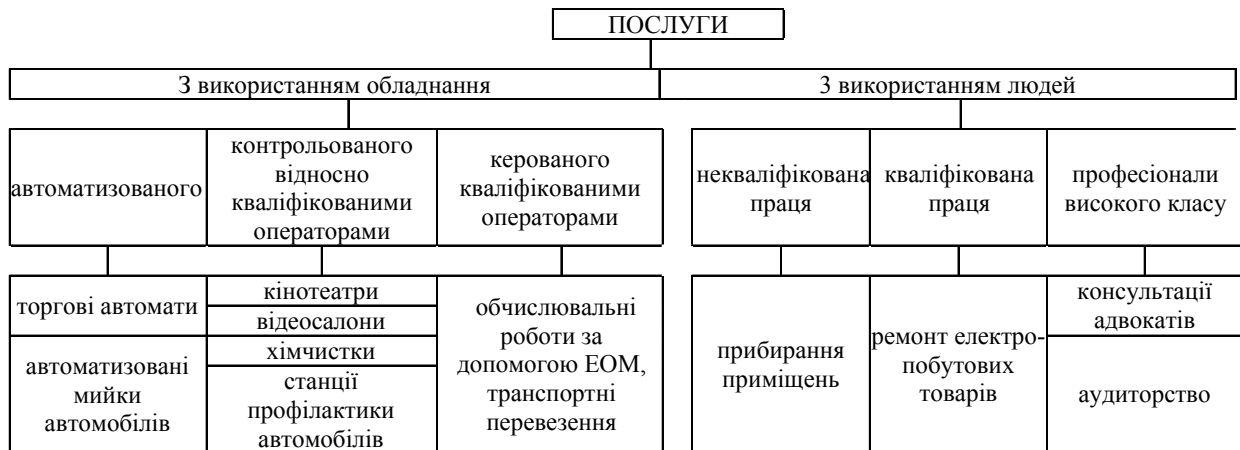 ПОСЛУГИ
З використанням обладнання
З використанням людей
автоматизованого
контрольованого
відносно
кваліфікованими
операторами
керованого
кваліфікованими
операторами
некваліфікована
праця
кваліфікована
праця
професіонали
високого класу
торгові автомати
автоматизовані
мийки
автомобілів
кінотеатри
відеосалони
хімчистки
станції
профілактики
автомобілів
обчислювальні
роботи за
допомогою ЕОМ,
транспортні
перевезення
прибирання
приміщень
ремонт електро-
побутових
товарів
консультації
адвокатів
аудиторство